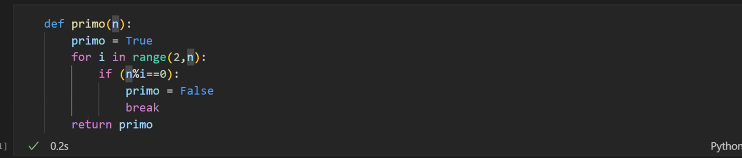 def primo(n):
    primo = True
    for i in range(2,n):
        if (n%i==0):
            primo = False
            break
    return primo
]
✓ 0.2s
Python